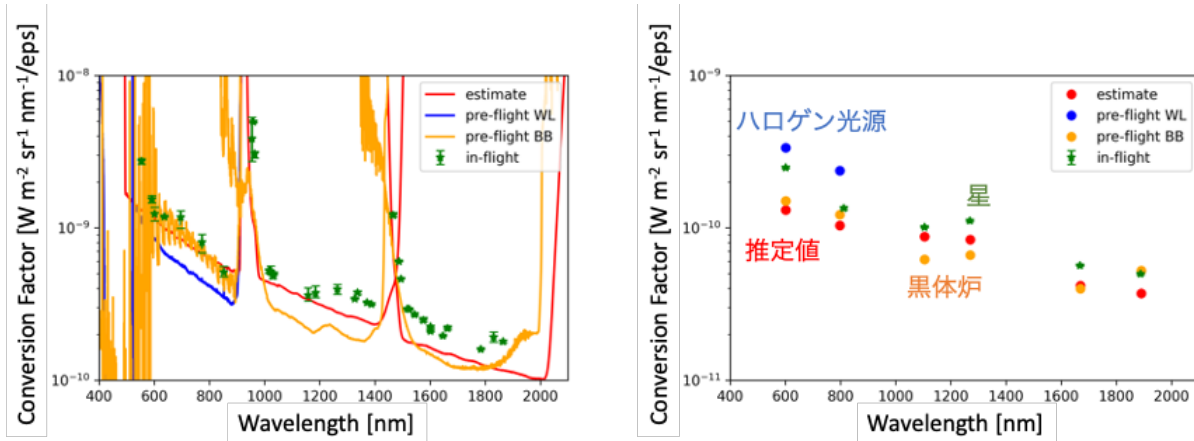 Conversion Factor [W m-2 sr-1 nm-1/eps]
10⁻⁸
10⁻⁹
10⁻¹⁰
400
600
800
1000
1200
1400
1600
1800
2000
Wavelength [nm]
estimate
pre-flight WL
pre-flight BB
in-flight
Conversion Factor [W m-2 sr-1 nm-1/eps]
10⁻⁹
10⁻¹⁰
10⁻¹¹
400
600
800
1000
1200
1400
1600
1800
Wavelength [nm]
estimate
pre-flight WL
pre-flight BB
in-flight
ハロゲン光源
星
推定値
黒体炉